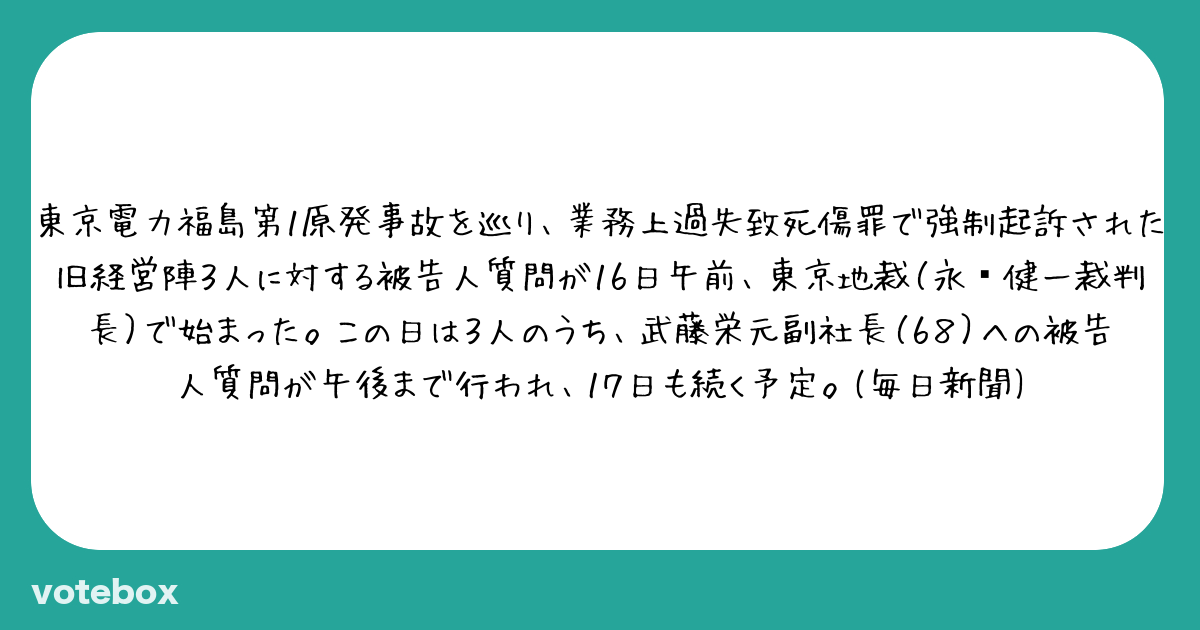 東京電力福島第1原発事故を巡り、業務上過失致死傷罪で強制起訴された
旧経営陣3人に対する被告人質問が16日午前、東京地裁(永 健一裁判
長)で始まった。この日は3人のうち、武藤栄元副社長(68)への被告
人質問が午後まで行われ、17日も続く予定。(毎日新聞)
votebox